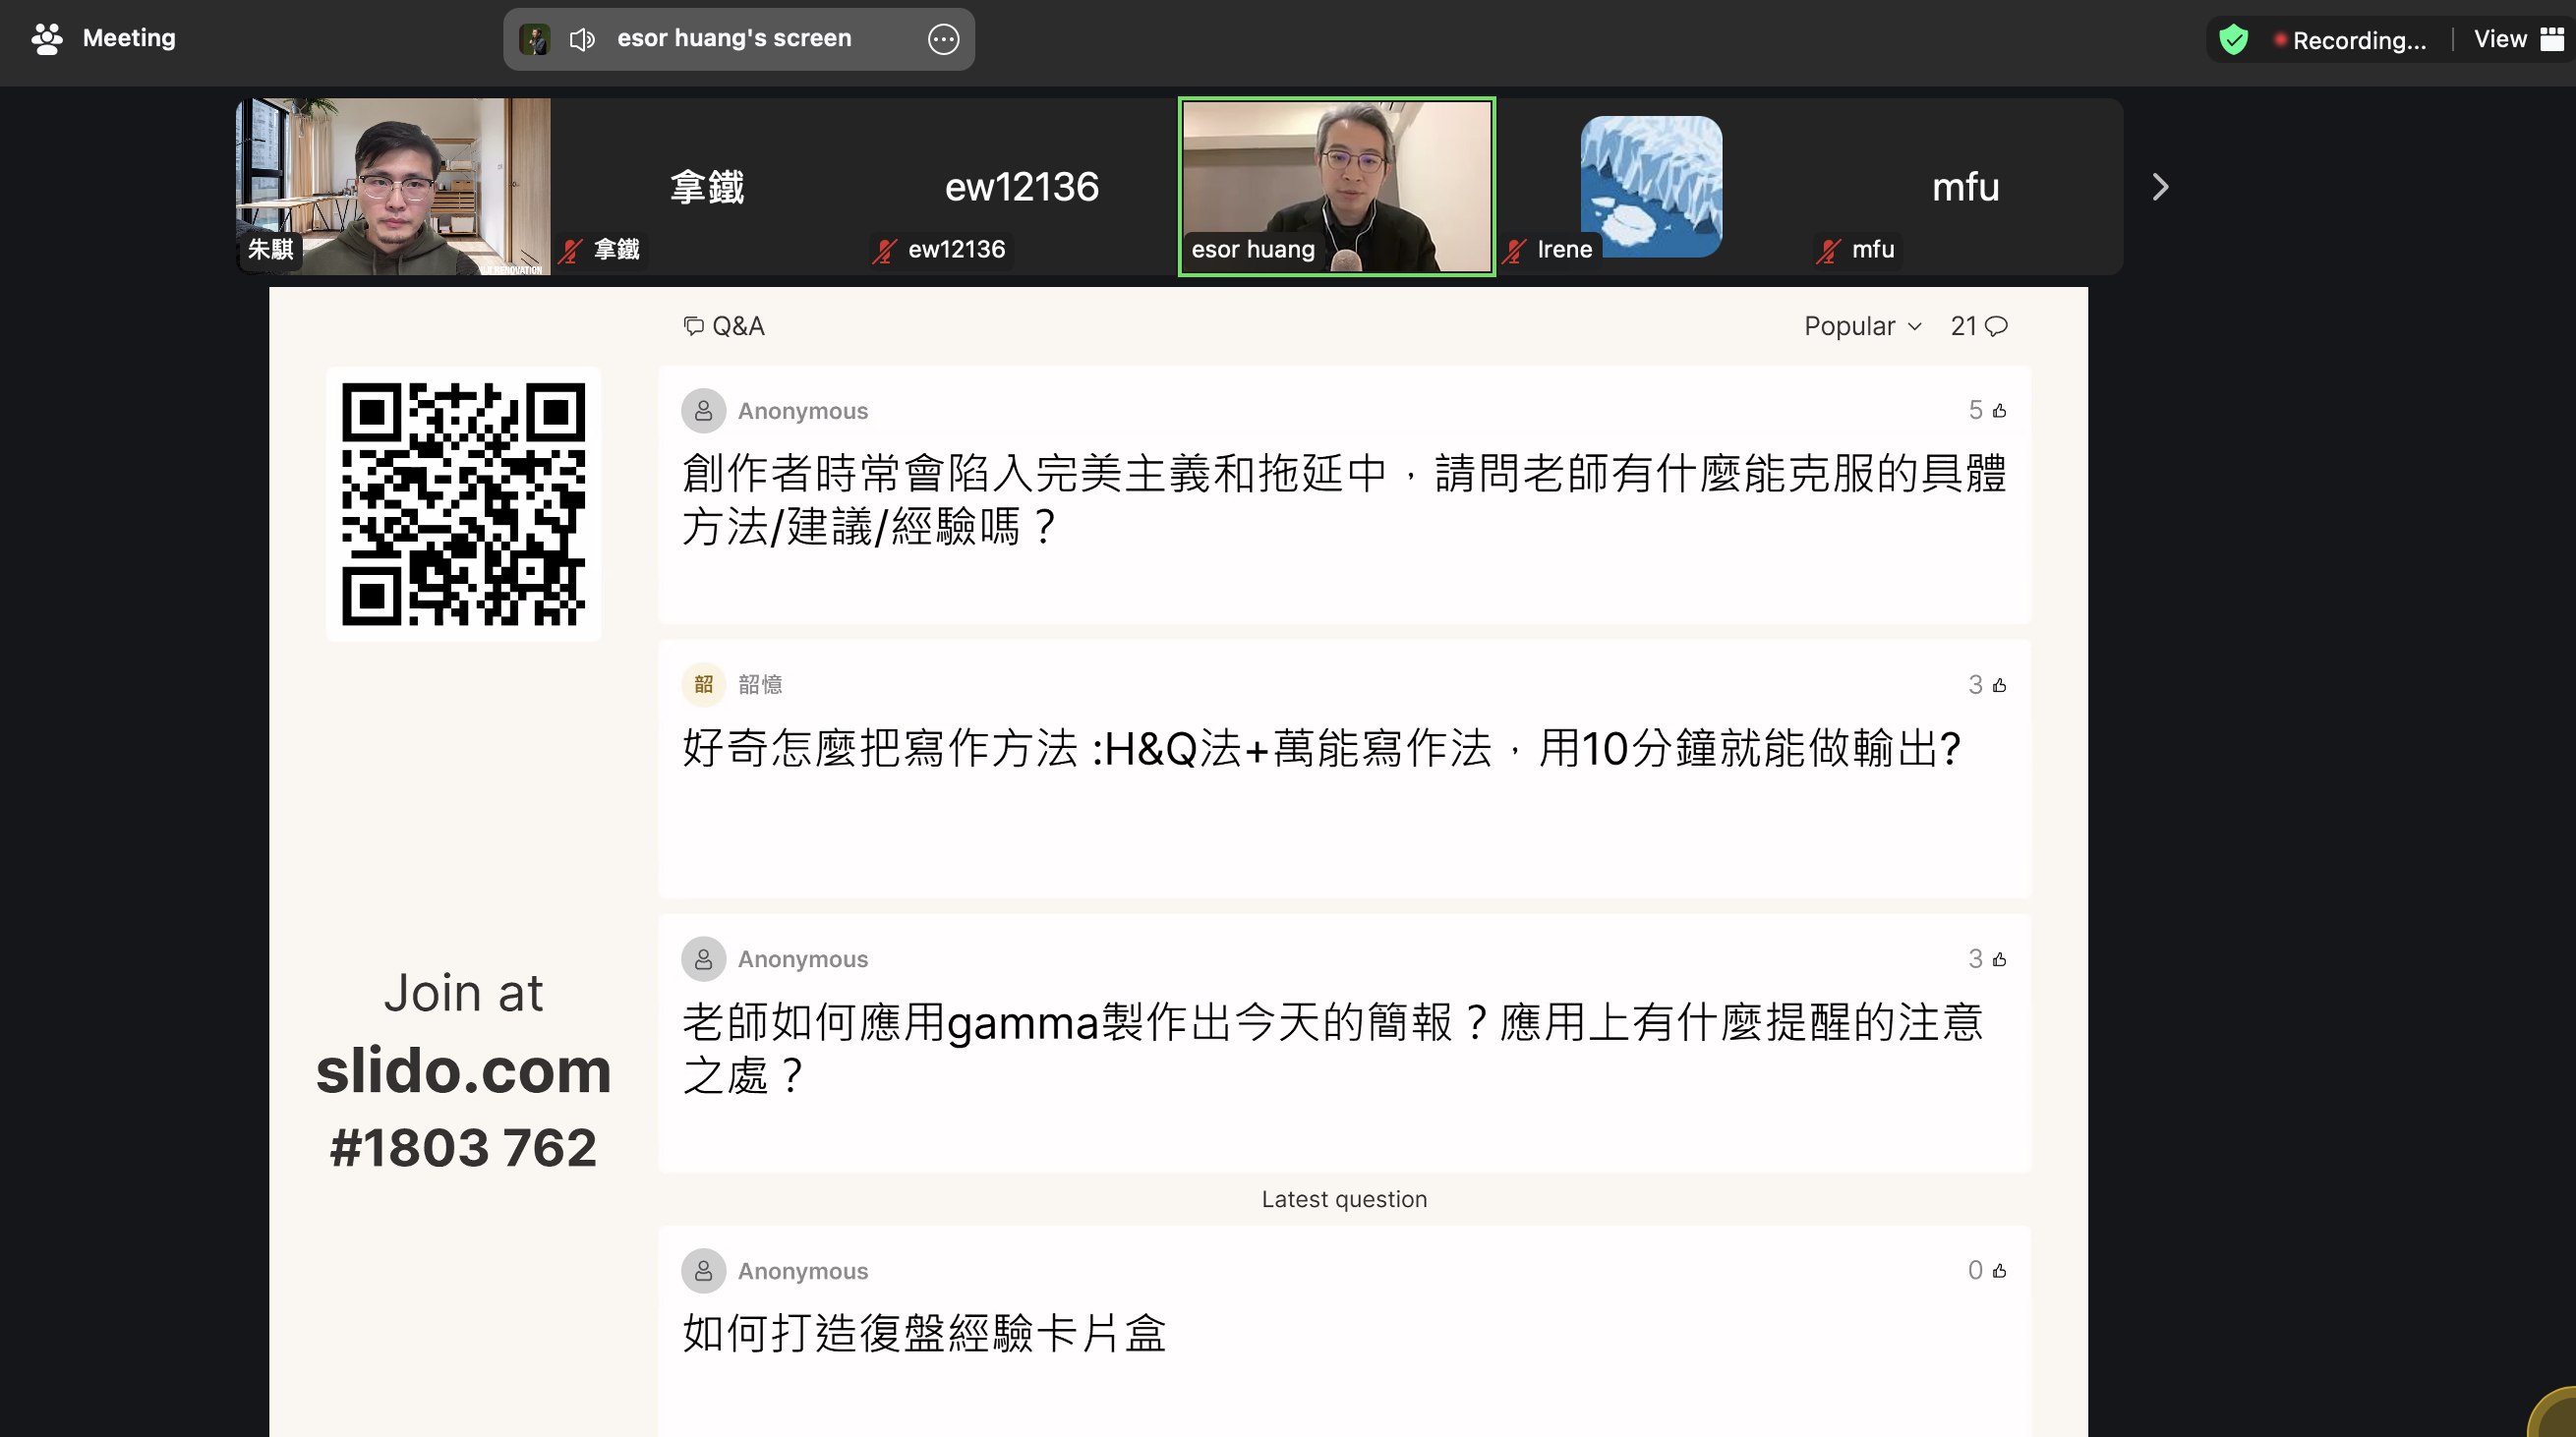 Meeting
esor huang's screen
Recording...
View
朱騏
拿鐵
拿鐵
ew12136
ew12136
esor huang
Irene
mfu
mfu
Q&A
Popular
21
Anonymous
5
創作者時常會陷入完美主義和拖延中，請問老師有什麼能克服的具體
方法/建議/經驗嗎？
韶
韶憶
3
好奇怎麼把寫作方法 :H&Q法+萬能寫作法，用10分鐘就能做輸出?
Anonymous
3
老師如何應用gamma製作出今天的簡報？應用上有什麼提醒的注意
之處？
Join at
slido.com
#1803 762
Latest question
Anonymous
0
如何打造復盤經驗卡片盒